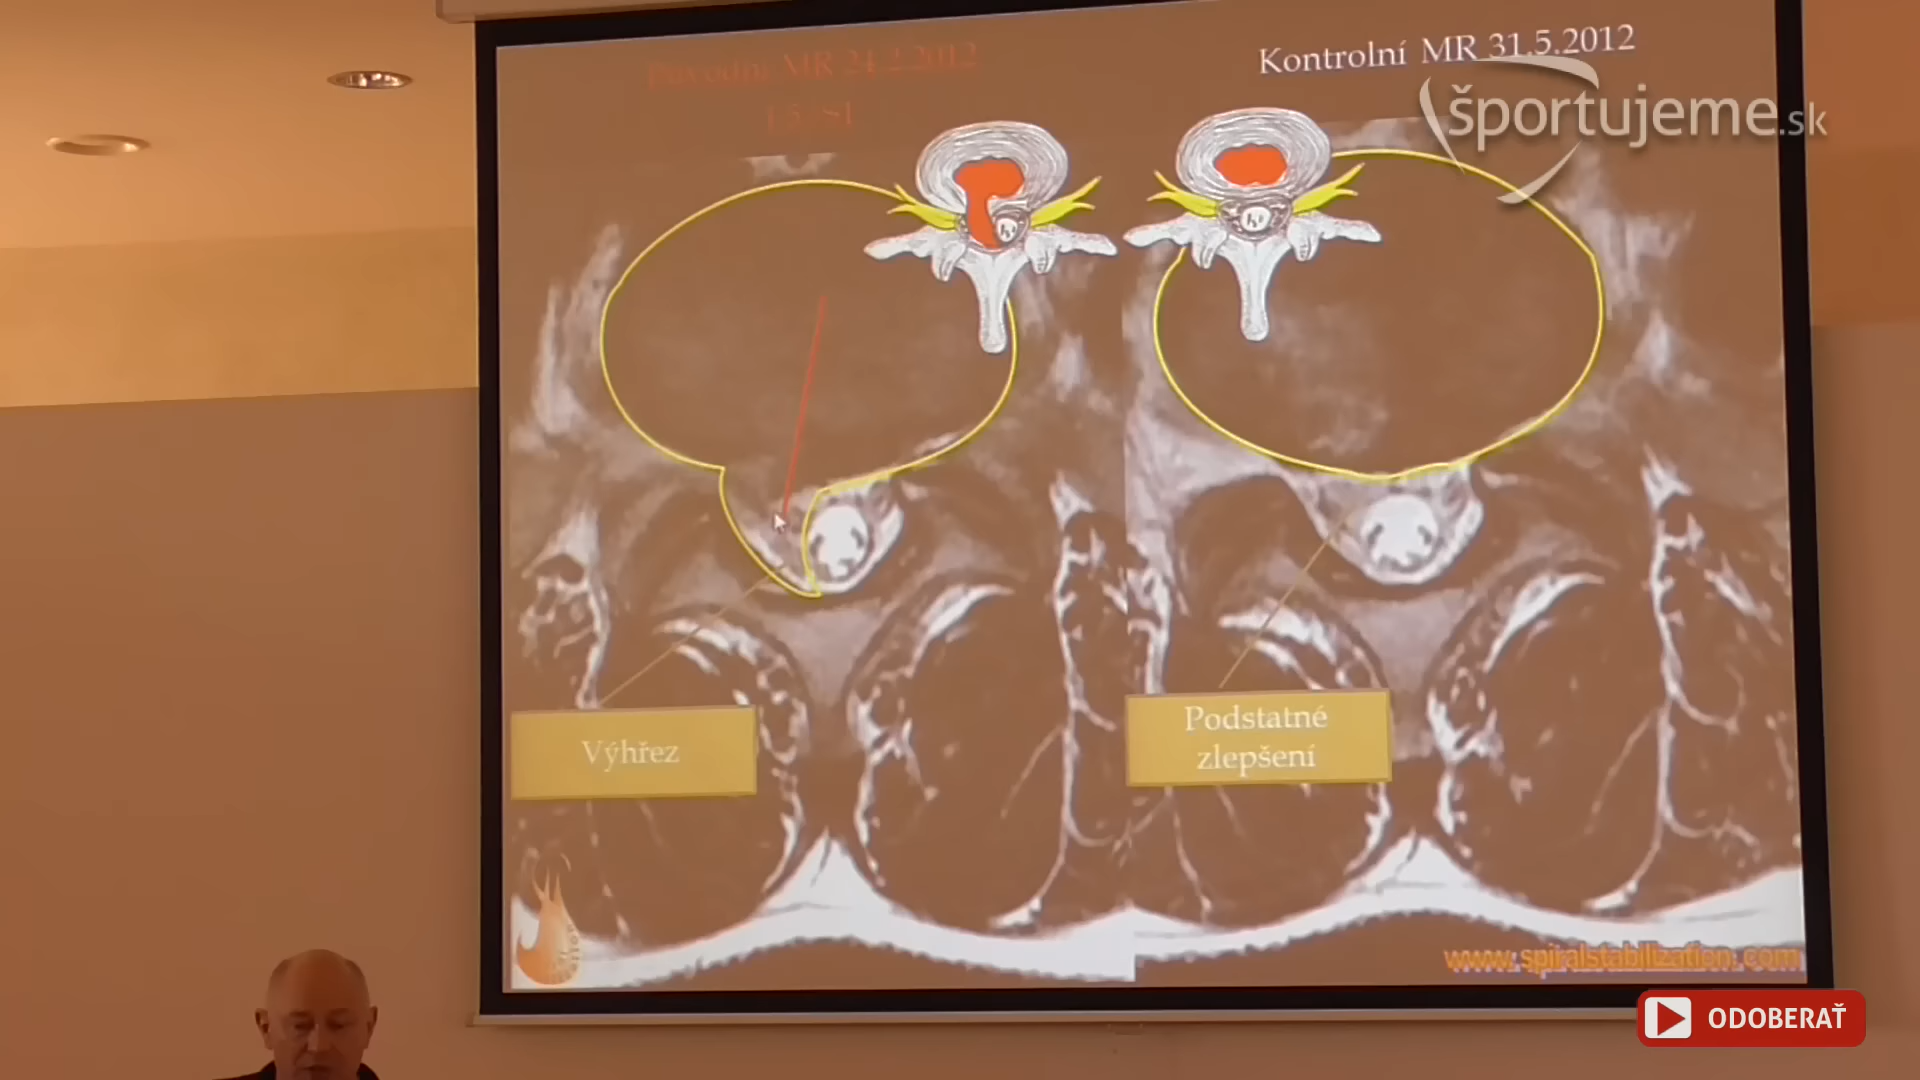 Původní MR 24.2.2012
L5/S1
Kontrolní MR 31.5.2012
športujeme.sk
Výhřez
Podstatné
zlepšení
www.spiralstabilization.com
ODOBERAŤ